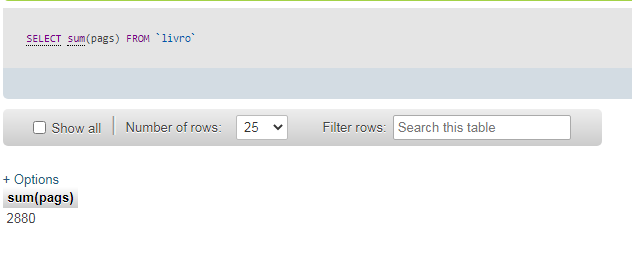 SELECT sum(pags) FROM `livro`
Show all | Number of rows: 25 Filter rows: Search this table
+ Options
sum(pags)
2880